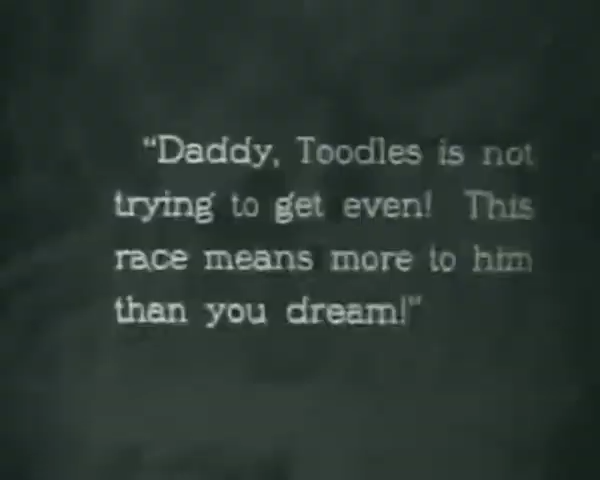 "Daddy, Toodles is not
trying to get even! This
race means more to him
than you dream!"